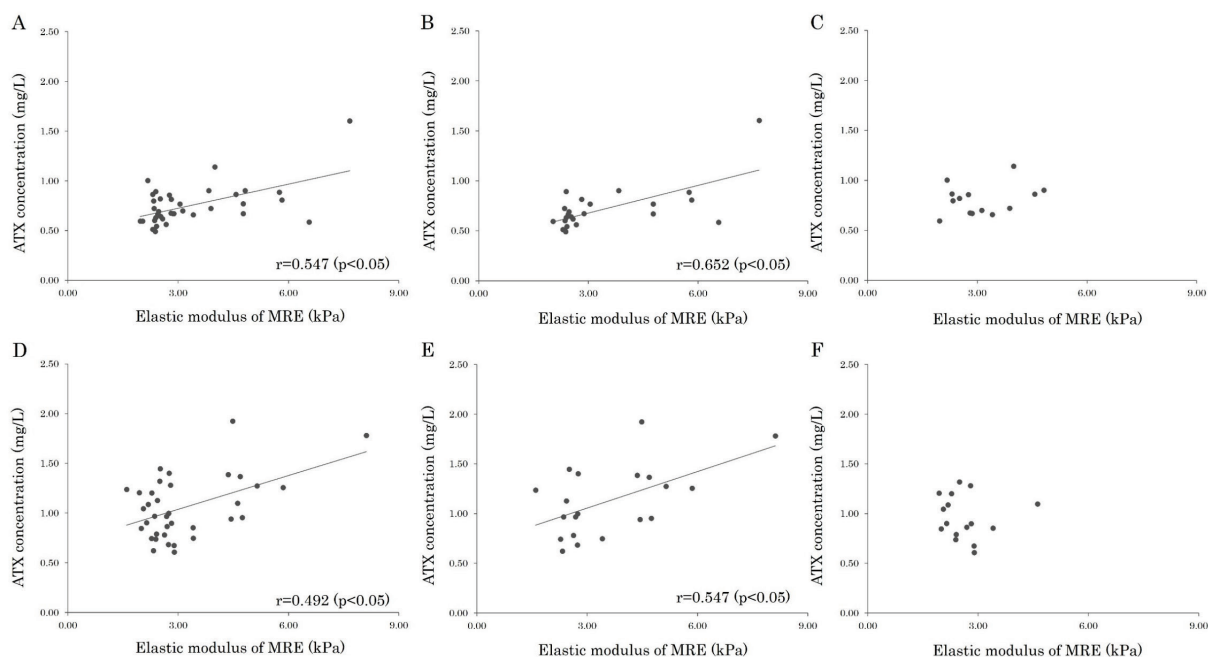 A
B
C
2.50
2.00
1.50
1.00
0.50
0.00
ATX concentration (mg/L)
r=0.547 (p<0.05)
0.00 3.00 6.00 9.00
Elastic modulus of MRE (kPa)
2.50
2.00
1.50
1.00
0.50
0.00
ATX concentration (mg/L)
r=0.652 (p<0.05)
0.00 3.00 6.00 9.00
Elastic modulus of MRE (kPa)
2.50
2.00
1.50
1.00
0.50
0.00
ATX concentration (mg/L)
0.00 3.00 6.00 9.00
Elastic modulus of MRE (kPa)
D
E
F
2.50
2.00
1.50
1.00
0.50
0.00
ATX concentration (mg/L)
r=0.492 (p<0.05)
0.00 3.00 6.00 9.00
Elastic modulus of MRE (kPa)
2.50
2.00
1.50
1.00
0.50
0.00
ATX concentration (mg/L)
r=0.547 (p<0.05)
0.00 3.00 6.00 9.00
Elastic modulus of MRE (kPa)
2.50
2.00
1.50
1.00
0.50
0.00
ATX concentration (mg/L)
0.00 3.00 6.00 9.00
Elastic modulus of MRE (kPa)